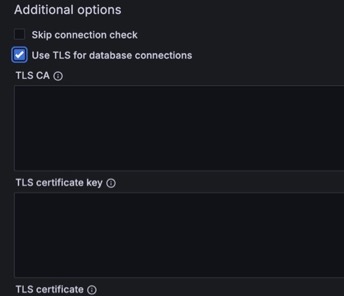 Additional options
Skip connection check
Use TLS for database connections
TLS CA
TLS certificate key
TLS certificate